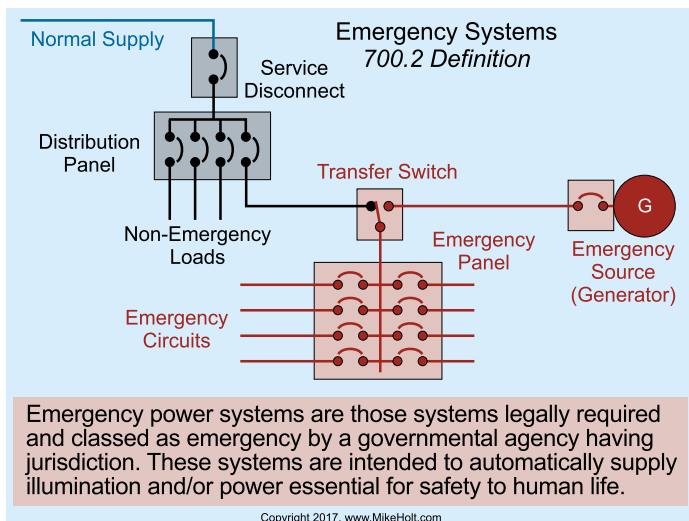 Emergency Systems
700.2 Definition
Normal Supply
Service
Disconnect
Distribution
Panel
Transfer Switch
G
Non-Emergency
Loads
Emergency
Panel
Emergency
Source
(Generator)
Emergency
Circuits
Emergency power systems are those systems legally required
and classed as emergency by a governmental agency having
jurisdiction. These systems are intended to automatically supply
illumination and/or power essential for safety to human life.
Copyright 2017, www.MikeHolt.com